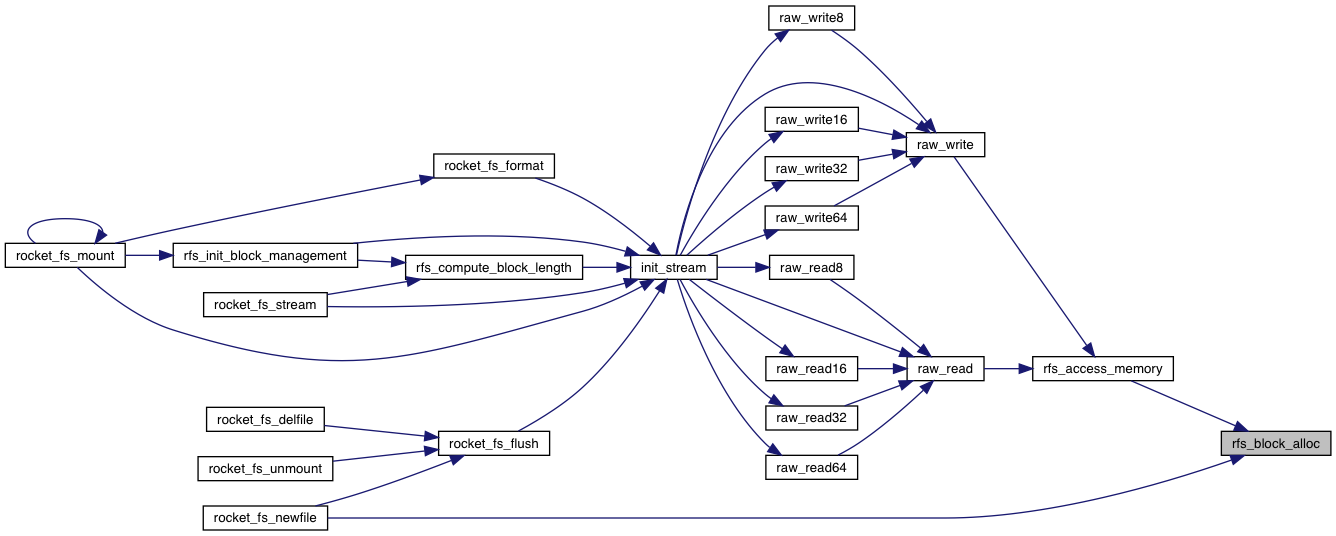 raw_write8
raw_write16
raw_write
rocket_fs_format
raw_write32
raw_write64
rocket_fs_mount
rfs_init_block_management
rfs_compute_block_length
init_stream
raw_read8
rocket_fs_stream
raw_read16
raw_read
rfs_access_memory
raw_read32
rocket_fs_delfile
rocket_fs_flush
rfs_block_alloc
rocket_fs_unmount
raw_read64
rocket_fs_newfile